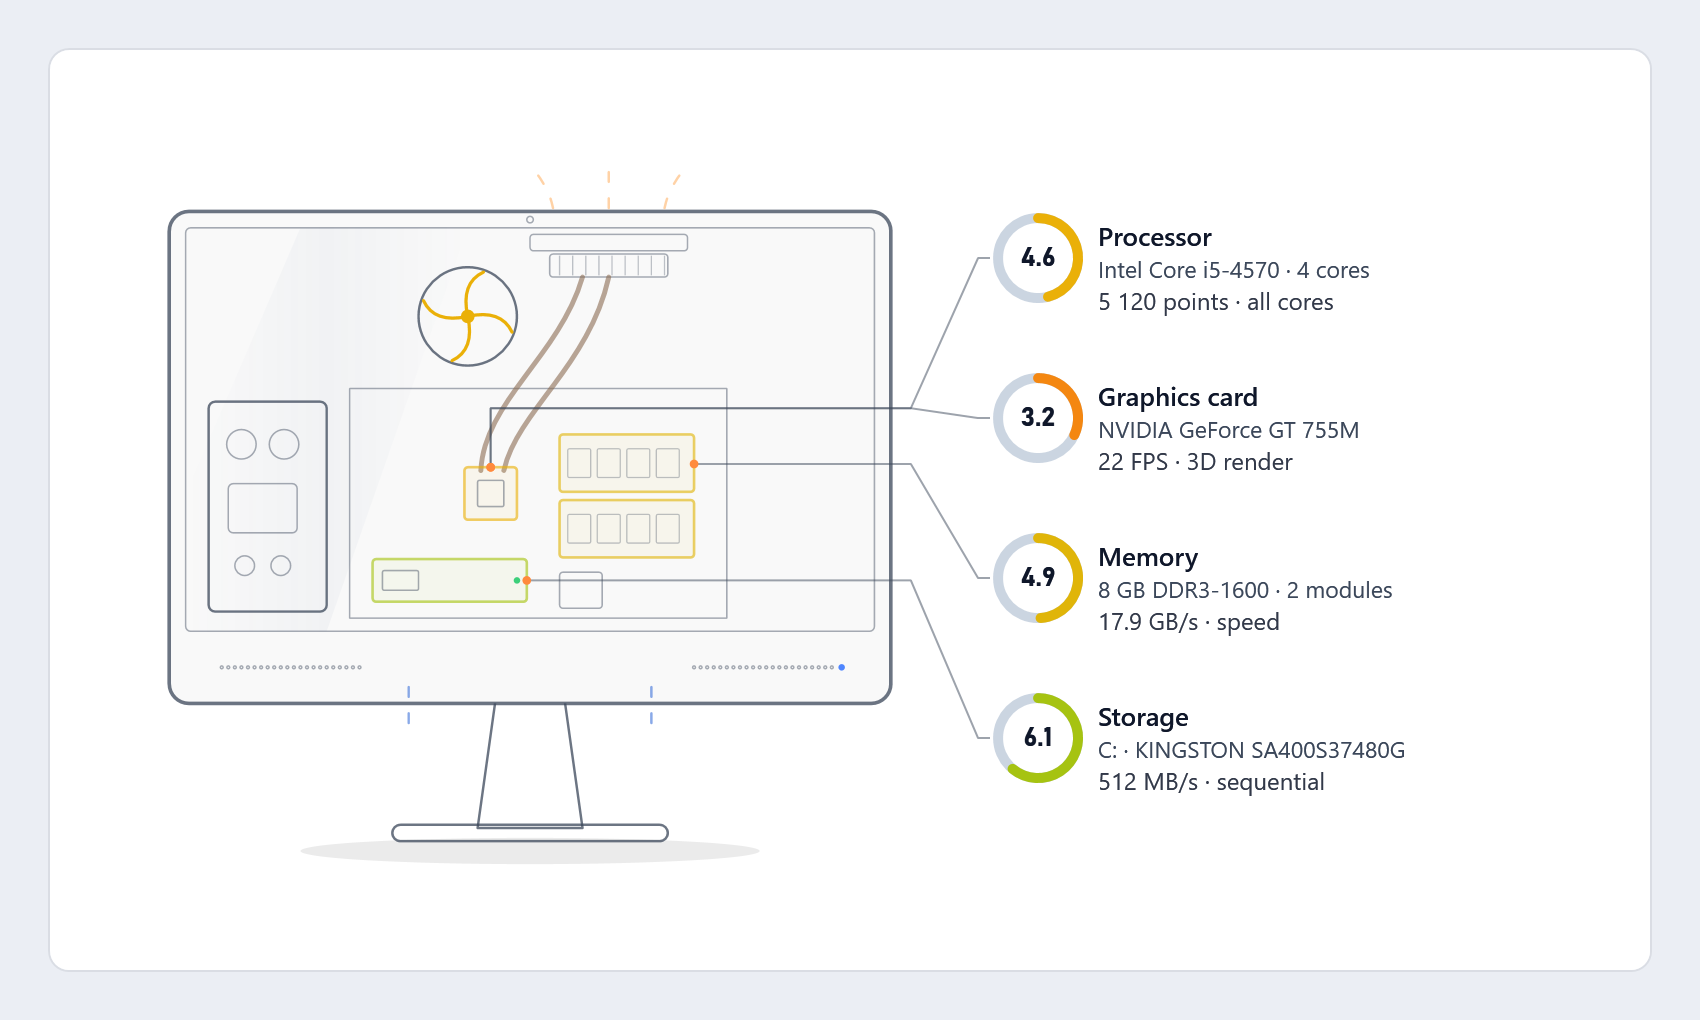 4.6
Processor
Intel Core i5-4570 · 4 cores
5 120 points · all cores
3.2
Graphics card
NVIDIA GeForce GT 755M
22 FPS · 3D render
4.9
Memory
8 GB DDR3-1600 · 2 modules
17.9 GB/s · speed
6.1
Storage
C: · KINGSTON SA400S37480G
512 MB/s · sequential